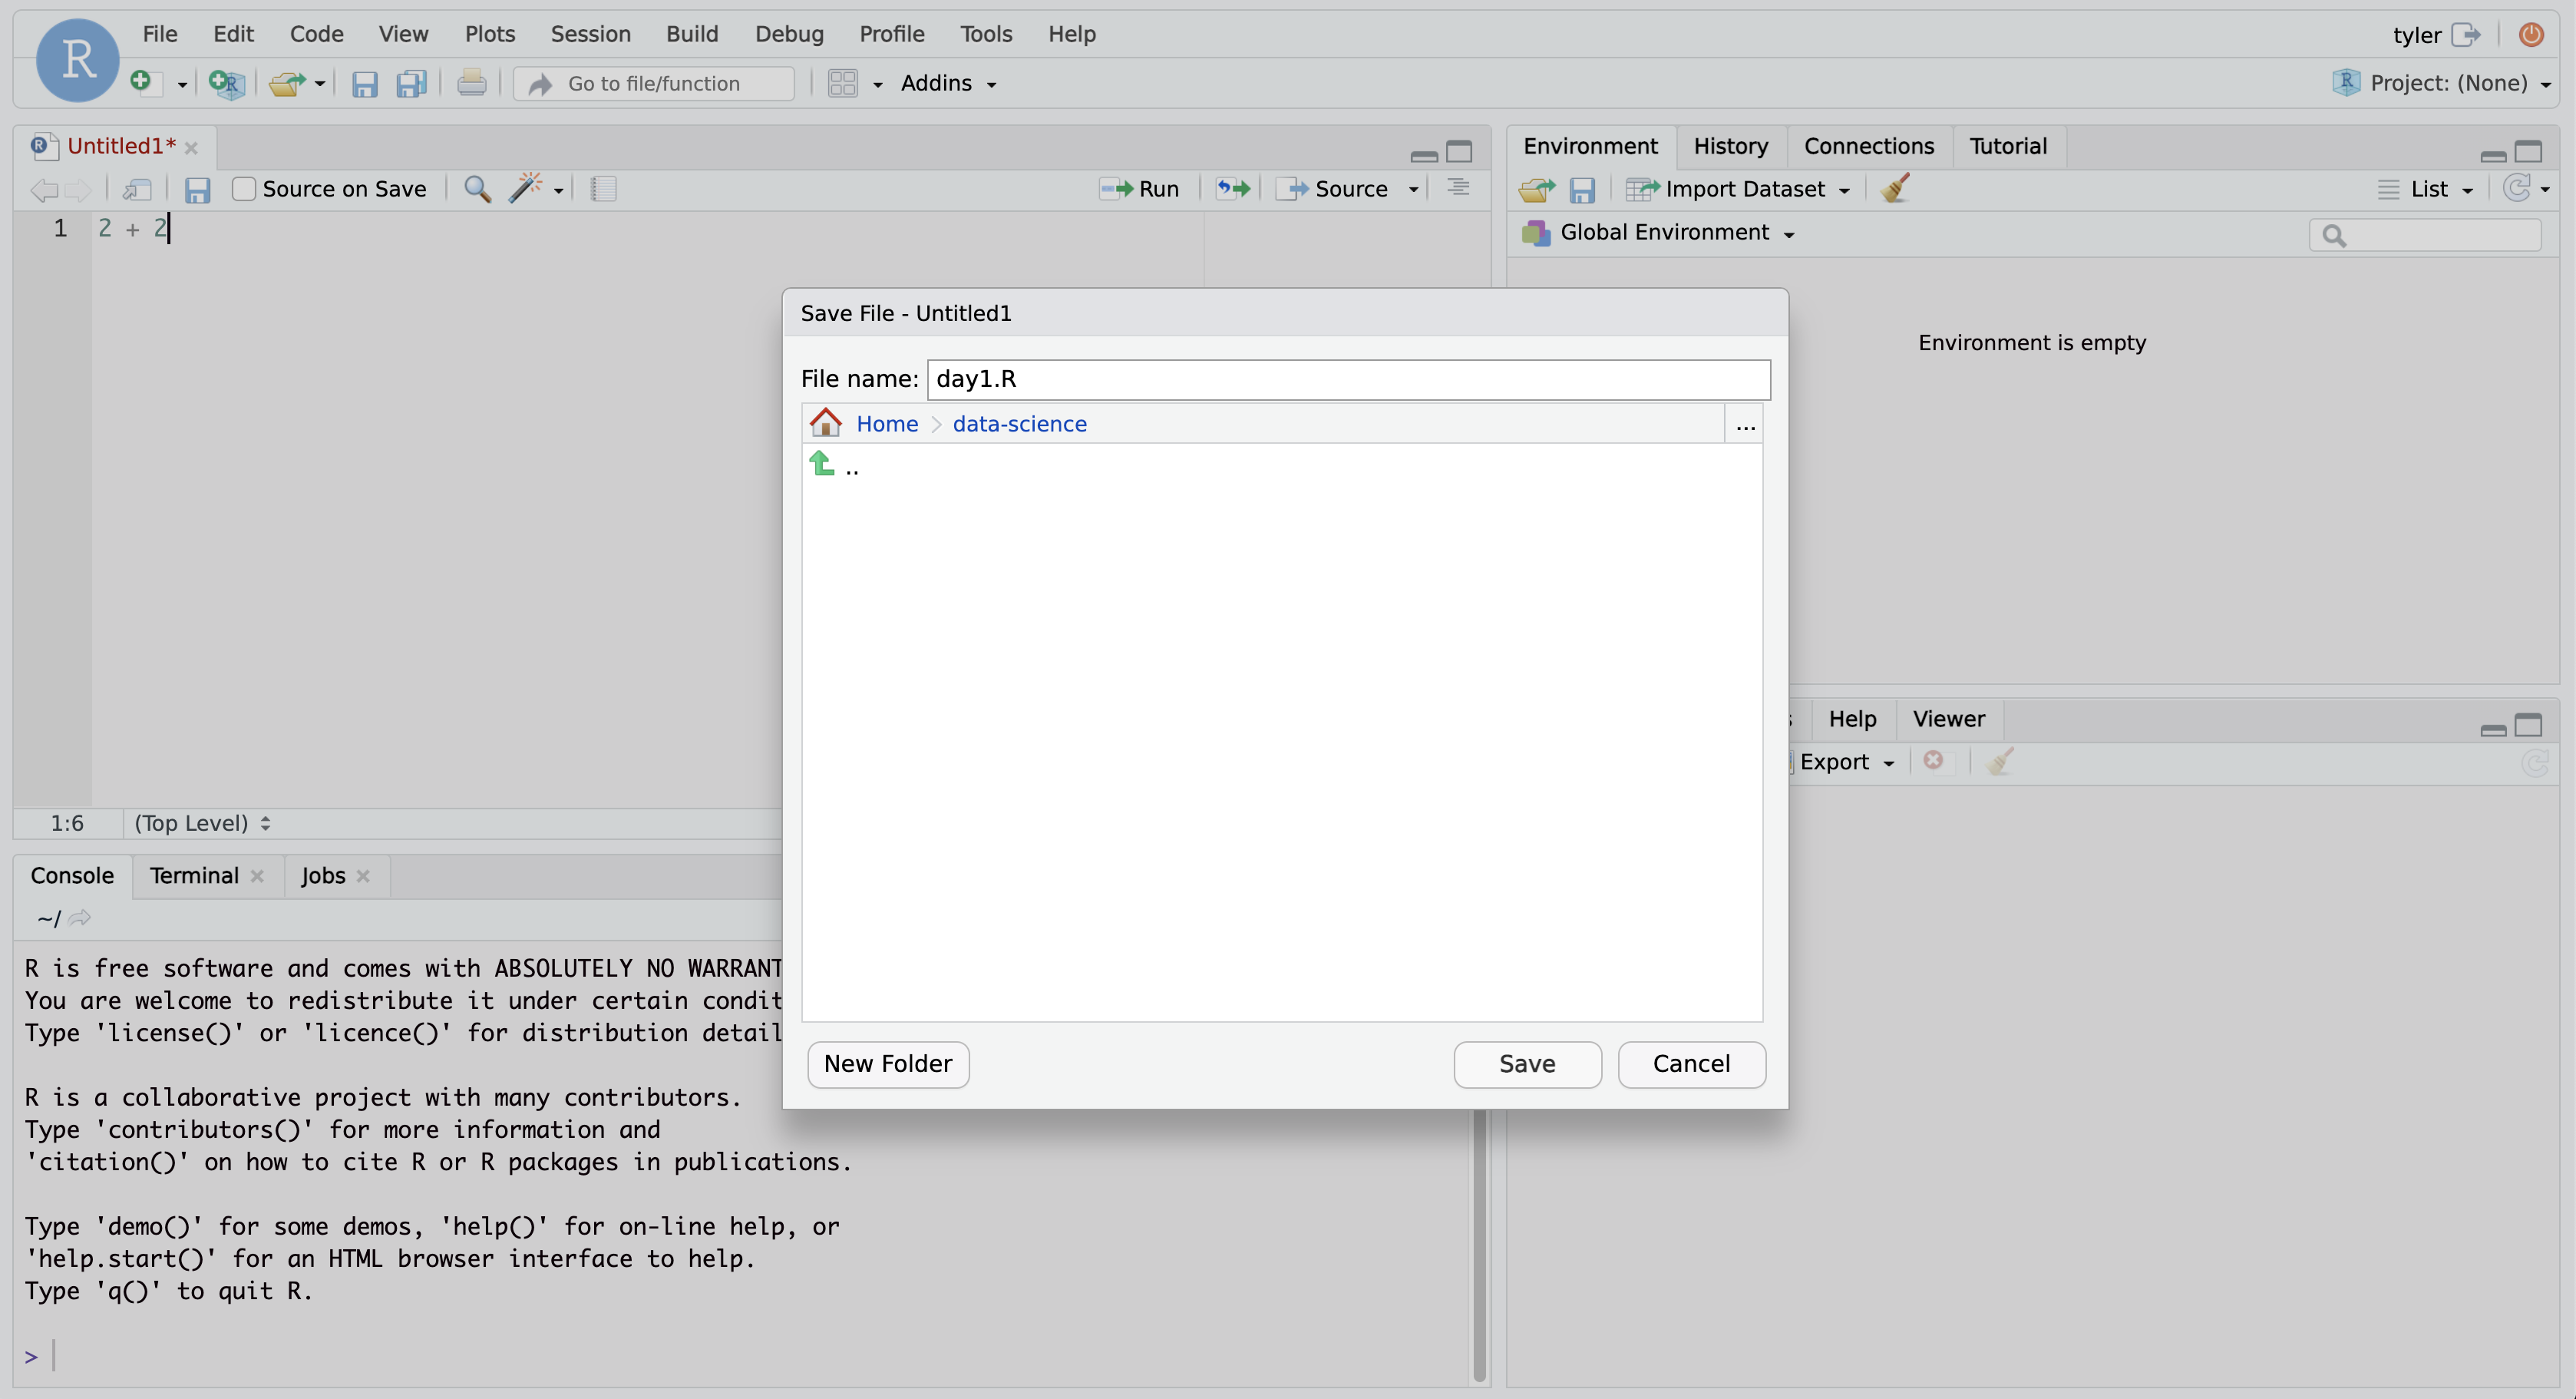 R
File Edit Code View Plots Session Build Debug Profile Tools Help
tyler
Go to file/function
Addins
Project: (None)
Untitled1*
Source on Save
Run
Source
1 2 + 2
1:6 (Top Level)
Environment History Connections Tutorial
Import Dataset
List
Global Environment
Environment is empty
Save File - Untitled1
File name: day1.R
Home data-science
...
..
New Folder
Save
Cancel
Help Viewer
Export
Console Terminal Jobs
~/
R is free software and comes with ABSOLUTELY NO WARRANT
You are welcome to redistribute it under certain condit
Type 'license()' or 'licence()' for distribution detail
R is a collaborative project with many contributors.
Type 'contributors()' for more information and
'citation()' on how to cite R or R packages in publications.
Type 'demo()' for some demos, 'help()' for on-line help, or
'help.start()' for an HTML browser interface to help.
Type 'q()' to quit R.
>